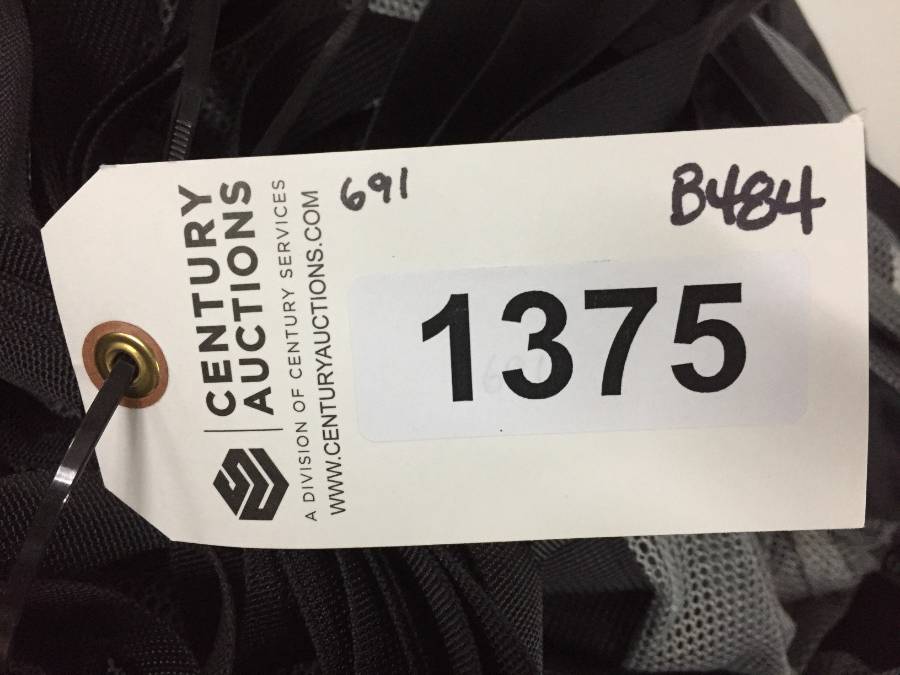 CENTURY
AUCTIONS
A DIVISION OF CENTURY SERVICES
WWW.CENTURYAUCTIONS.COM
691
B484
1375